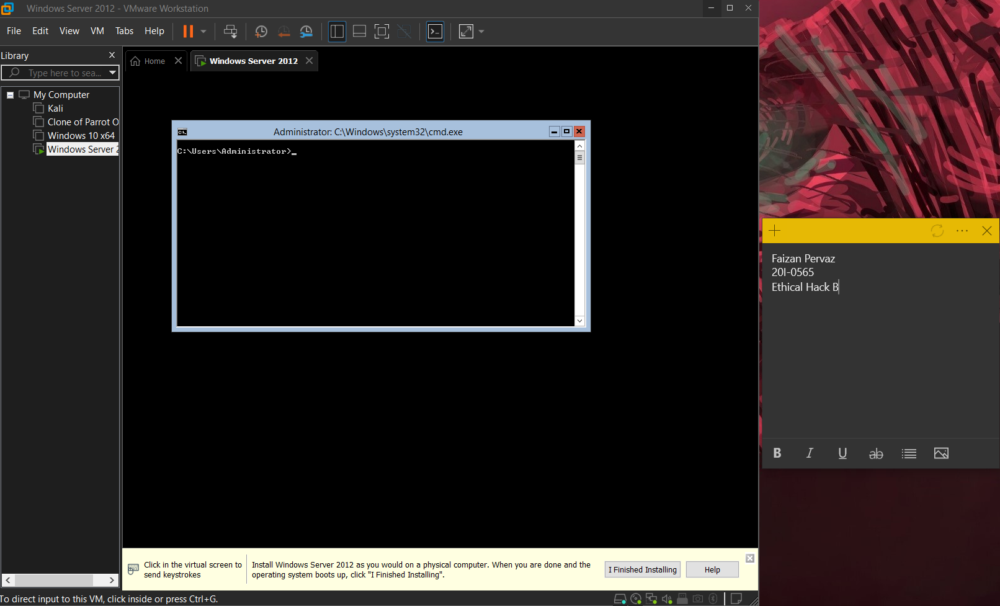 Windows Server 2012 - VMware Workstation
File Edit View VM Tabs Help
Library
Type here to sea...
My Computer
Kali
Clone of Parrot O
Windows 10 x64
Windows Server 2
Home
Windows Server 2012
Administrator: C:\Windows\system32\cmd.exe
C:\Users\Administrator>_
Click in the virtual screen to
send keystrokes
Install Windows Server 2012 as you would on a physical computer. When you are done and the
operating system boots up, click "I Finished Installing".
I Finished Installing
Help
To direct input to this VM, click inside or press Ctrl+G.
Faizan Pervaz
20I-0565
Ethical Hack B
B I U ab